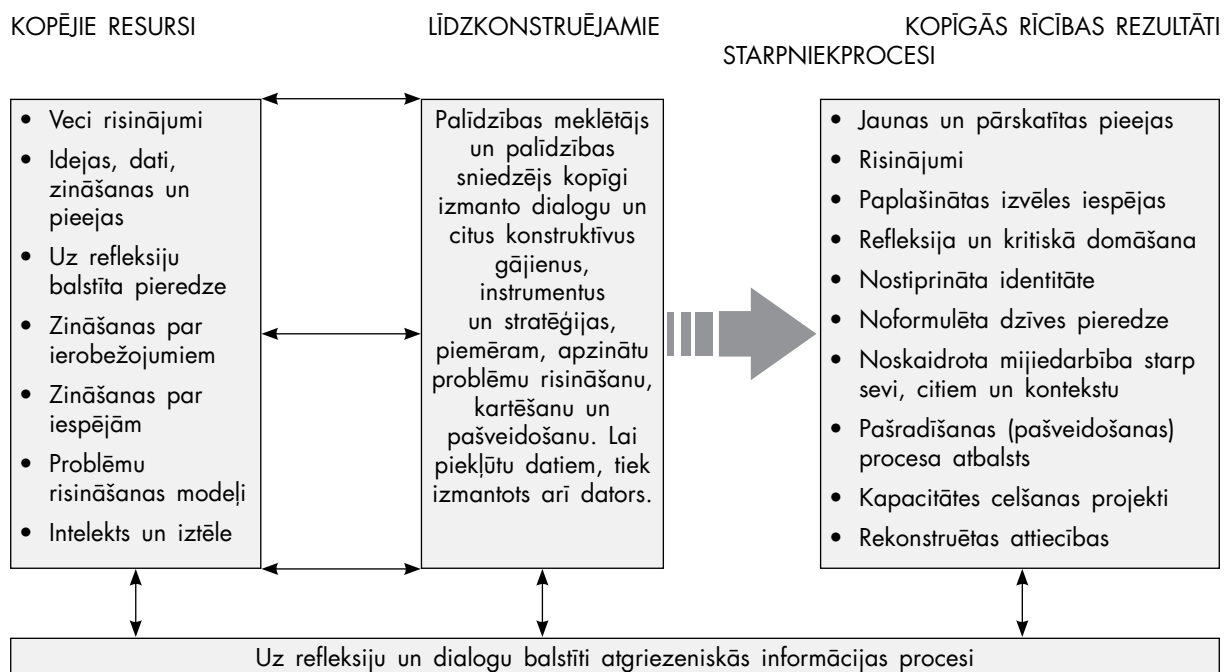 KOPĒJIE RESURSI
LĪDZKONSTRUĒJAMIE
STARPNIEKPROCESI
KOPĪGĀS RĪCĪBAS REZULTĀTI
• Veci risinājumi
• Idejas, dati,
zināšanas un
pieejas
• Uz refleksiju
balstīta pieredze
• Zināšanas par
ierobežojumiem
• Zināšanas par
iespējām
• Problēmu
risināšanas modeļi
• Intelekts un iztēle
Palīdzības meklētājs
un palīdzības
sniedzējs kopīgi
izmanto dialogu un
citus konstruktīvus
gājienus,
instrumentus
un stratēģijas,
piemēram, apzinātu
problēmu risināšanu,
kartēšanu un
pašveidošanu. Lai
piekļūtu datiem, tiek
izmantots arī dators.
• Jaunas un pārskatītas pieejas
• Risinājumi
• Paplašinātas izvēles iespējas
• Refleksija un kritiskā domāšana
• Nostiprināta identitāte
• Noformulēta dzīves pieredze
• Noskaidrota mijiedarbība starp
sevi, citiem un kontekstu
• Pašradīšanas (pašveidošanas)
procesa atbalsts
• Kapacitātes celšanas projekti
• Rekonstruētas attiecības
Uz refleksiju un dialogu balstīti atgriezeniskās informācijas procesi